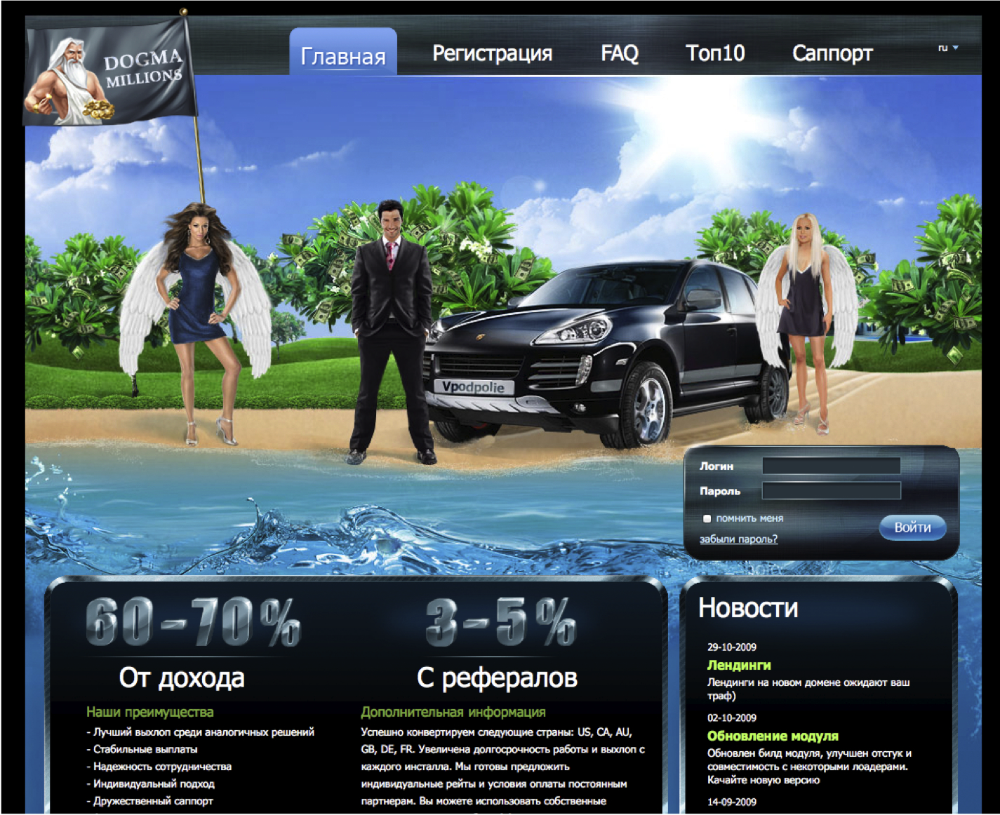 DOGMA
MILLIONS
Главная
Регистрация
FAQ
Топ10
Саппорт
ru
Vpodpolie
Логин
Пароль
помнить меня
забыли пароль?
Войти
60-70%
От дохода
Наши преимущества
- Лучший выхлоп среди аналогичных решений
- Стабильные выплаты
- Надежность сотрудничества
- Индивидуальный подход
- Дружественный саппорт
3-5%
С рефералов
Дополнительная информация
Успешно конвертируем следующие страны: US, CA, AU,
GB, DE, FR. Увеличена долгосрочность работы и выхлоп с
каждого инсталла. Мы готовы предложить
индивидуальные рейты и условия оплаты постоянным
партнерам. Вы можете использовать собственные
Новости
29-10-2009
Лендинги
Лендинги на новом домене ожидают ваш
траф)
02-10-2009
Обновление модуля
Обновлен билд модуля, улучшен отстук и
совместимость с некоторыми лоадерами.
Качайте новую версию
14-09-2009